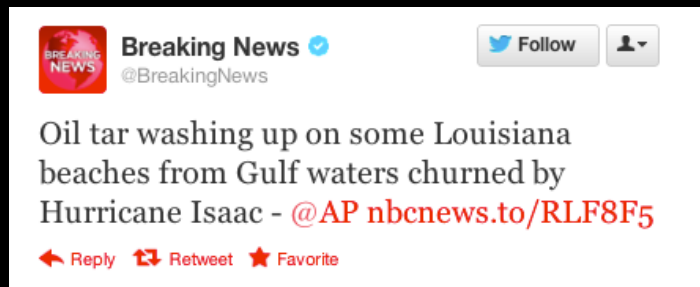 BREAKING
NEWS
Breaking News
@BreakingNews
Follow
Oil tar washing up on some Louisiana
beaches from Gulf waters churned by
Hurricane Isaac - @AP nbcnews.to/RLF8F5
Reply Retweet Favorite